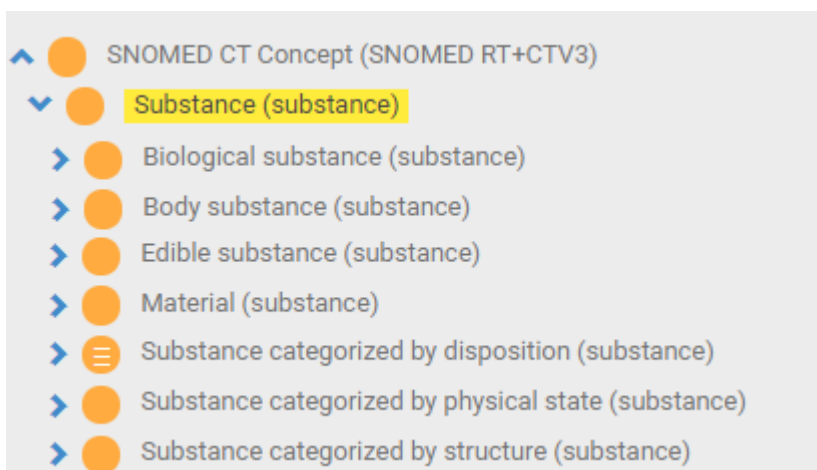 SNOMED CT Concept (SNOMED RT+CTV3)
Substance (substance)
Biological substance (substance)
Body substance (substance)
Edible substance (substance)
Material (substance)
Substance categorized by disposition (substance)
Substance categorized by physical state (substance)
Substance categorized by structure (substance)